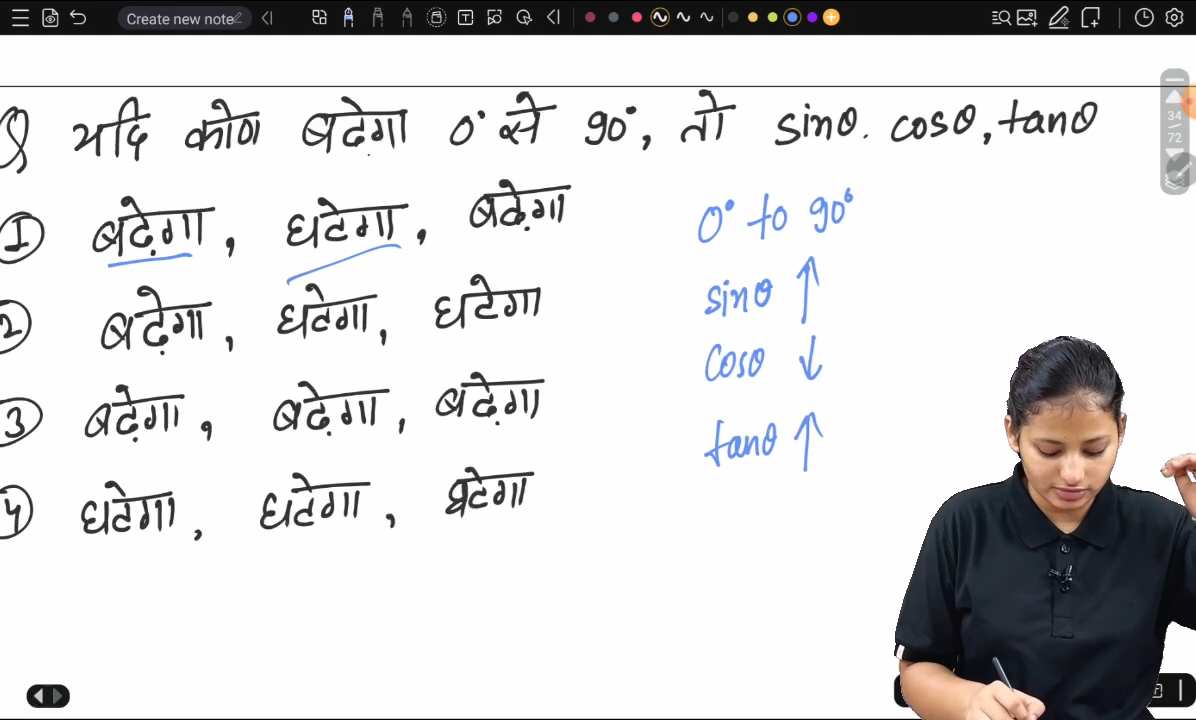 Create new note
Q यदि कोण बढेगा 0° से 90°, तो sinθ. cosθ, tanθ
① बढ़ेगा, घटेगा, बढ़ेगा
② बढ़ेगा, घटेगा, घटेगा
③ बढ़ेगा, बढ़ेगा, बढ़ेगा
④ घटेगा, घटेगा, घटेगा
0° to 90°
sinθ ↑
cosθ ↓
tanθ ↑
34
72